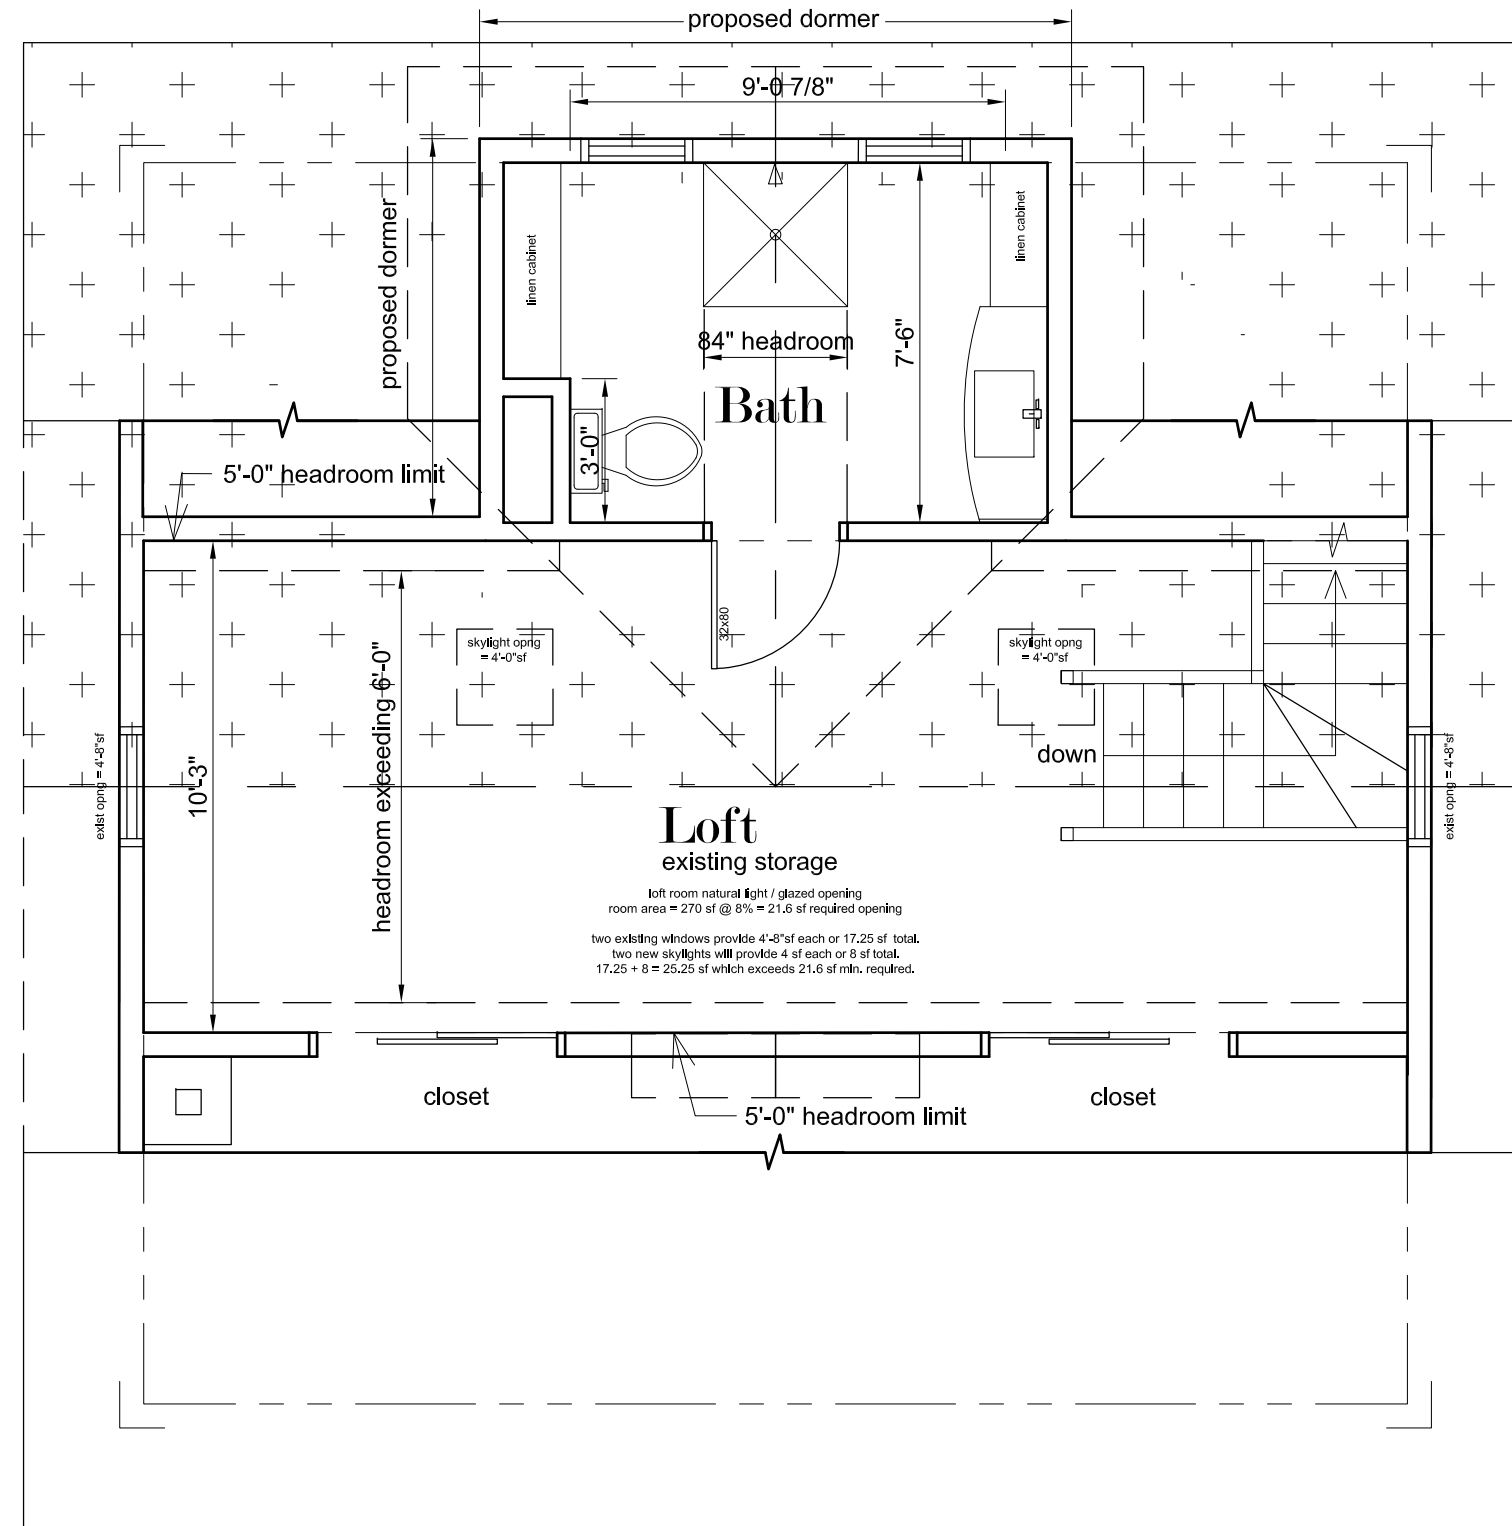 proposed dormer
9'-0 7/8"
proposed dormer
linen cabinet
linen cabinet
84" headroom
7'-6"
Bath
3'-0"
5'-0" headroom limit
32x80
skylight opng
= 4'-0"sf
skylight opng
= 4'-0"sf
headroom exceeding 6'-0"
10'-3"
exist opng = 4'-8"sf
down
exist opng = 4'-8"sf
Loft
existing storage
loft room natural light / glazed opening
room area = 270 sf @ 8% = 21.6 sf required opening
two existing windows provide 4'-8"sf each or 17.25 sf total.
two new skylights will provide 4 sf each or 8 sf total.
17.25 + 8 = 25.25 sf which exceeds 21.6 sf min. required.
closet
closet
5'-0" headroom limit